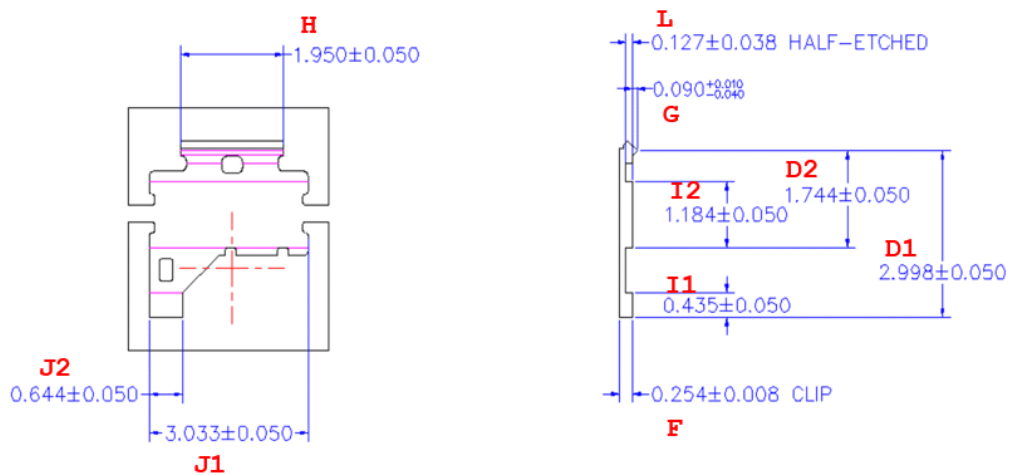 H
1.950±0.050
L
0.127±0.038 HALF-ETCHED
0.090+0.010
-0.040
G
D2
1.744±0.050
I2
1.184±0.050
D1
2.998±0.050
I1
0.435±0.050
J2
0.644±0.050
0.254±0.008 CLIP
F
3.033±0.050
J1